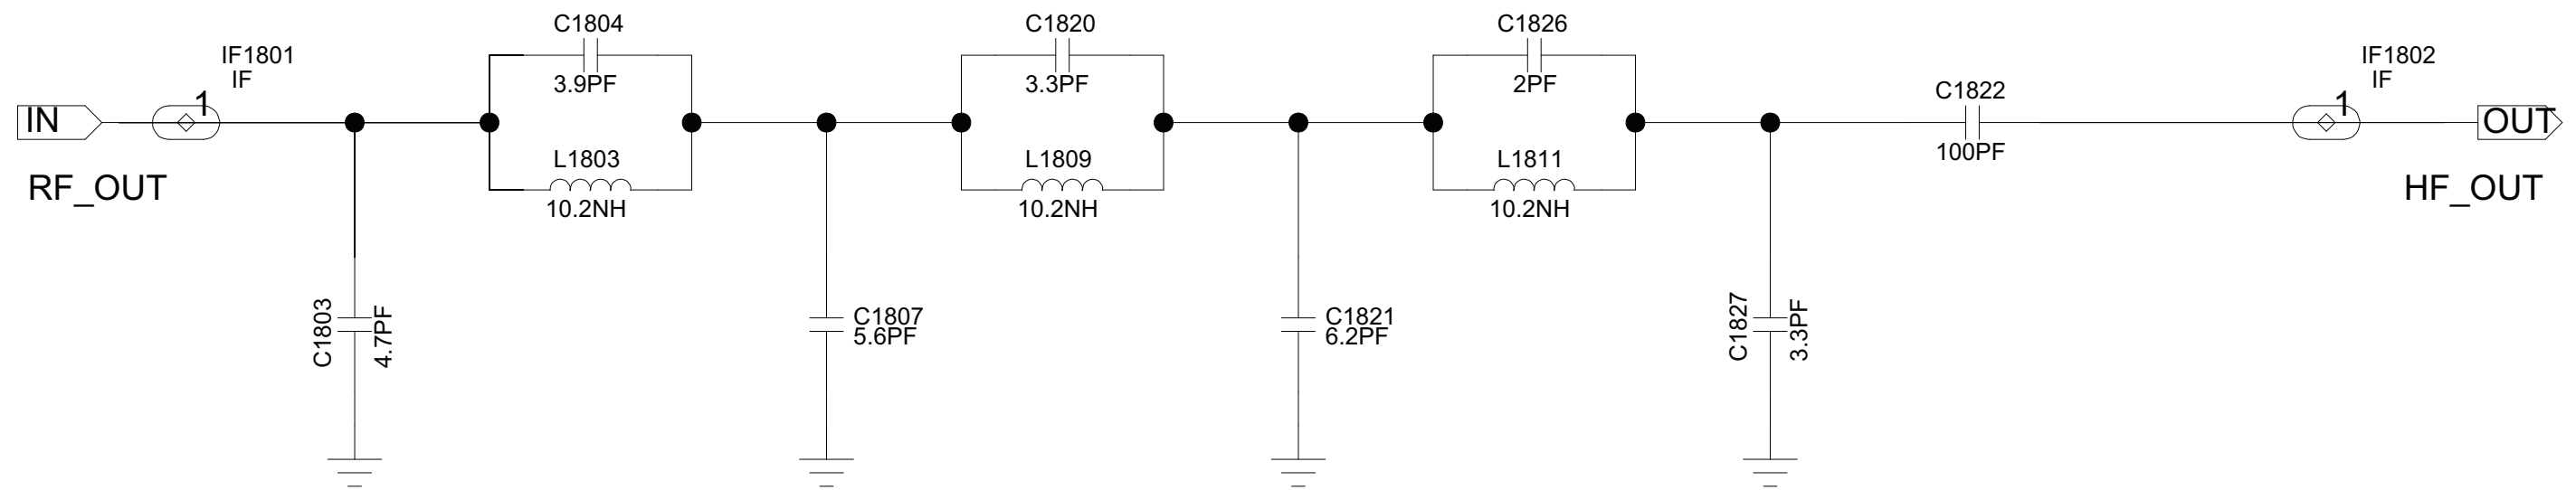 C1804
C1820
C1826
IF1801
IF
IF1802
IF
3.9PF
3.3PF
2PF
C1822
1
1
IN
OUT
100PF
L1803
L1809
L1811
RF_OUT
HF_OUT
10.2NH
10.2NH
10.2NH
C1803
4.7PF
C1807
5.6PF
C1821
6.2PF
C1827
3.3PF